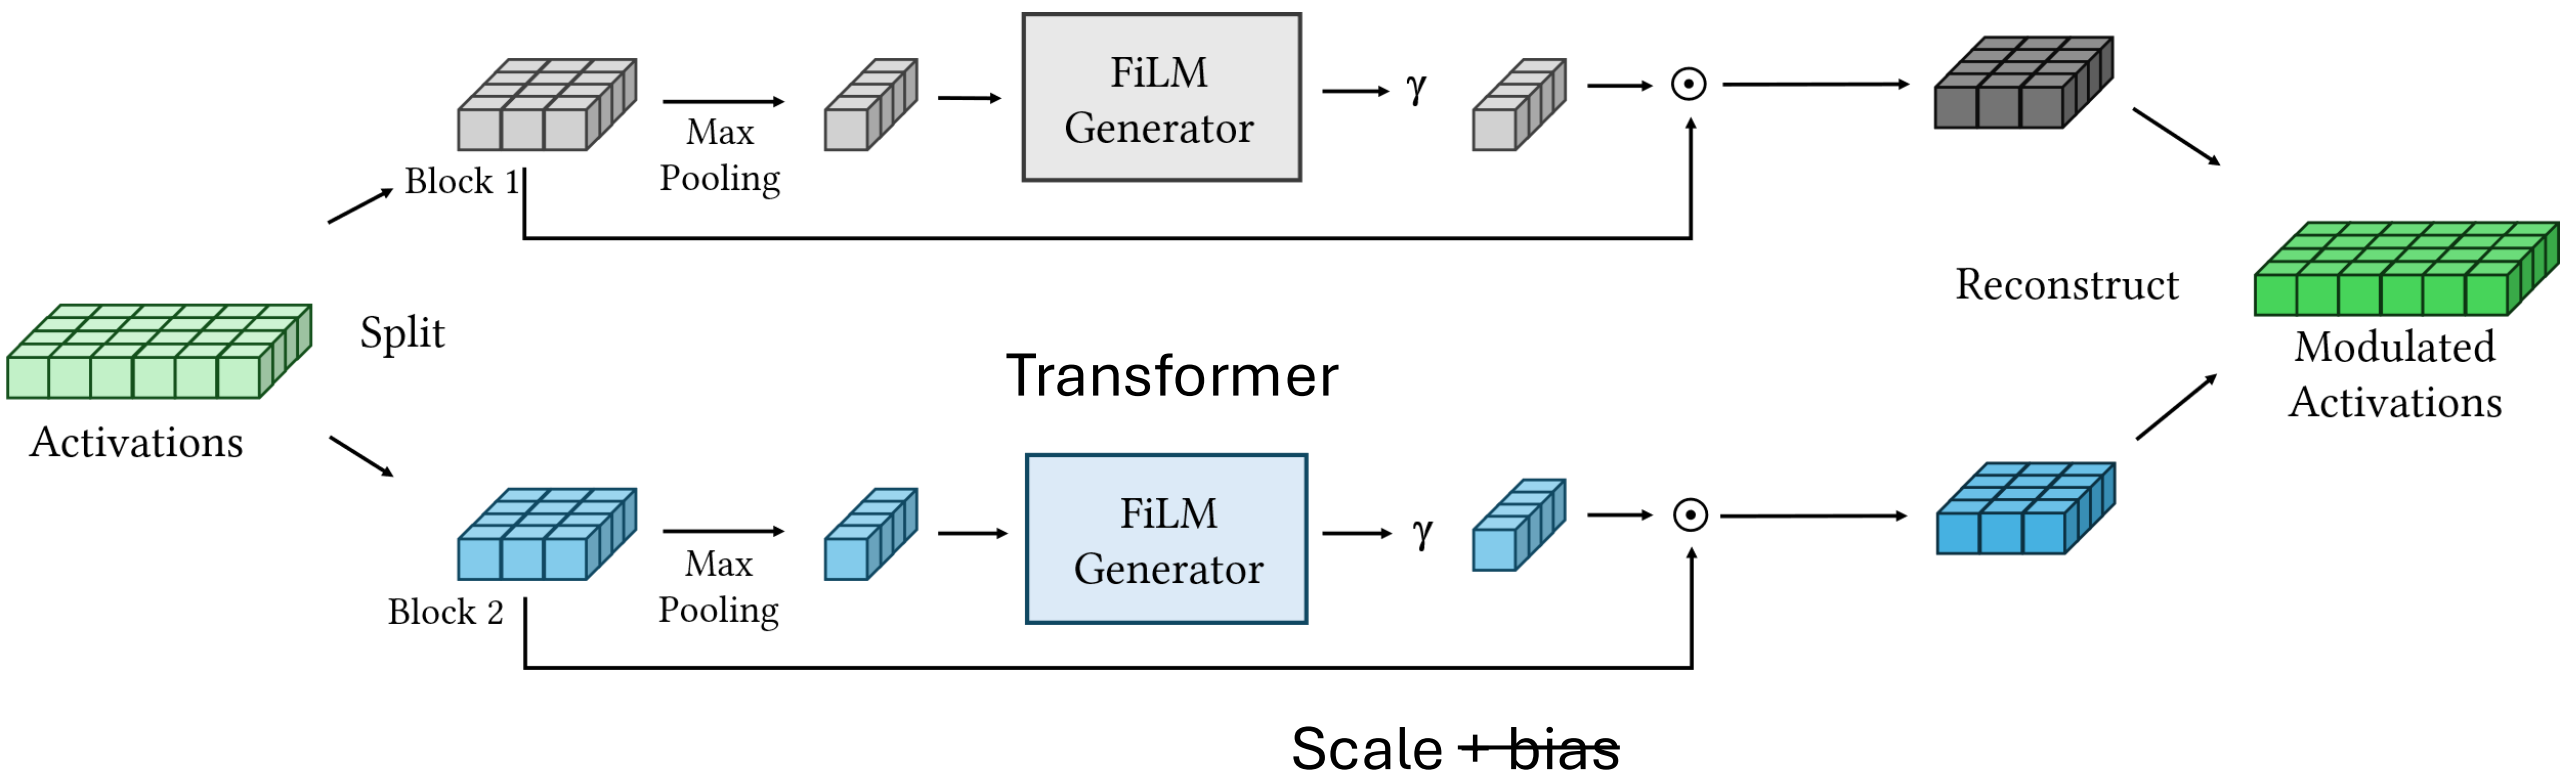 FiLM
Generator
γ
Max
Pooling
Block 1
Split
Activations
Transformer
Reconstruct
Modulated
Activations
FiLM
Generator
γ
Max
Pooling
Block 2
Scale + bias